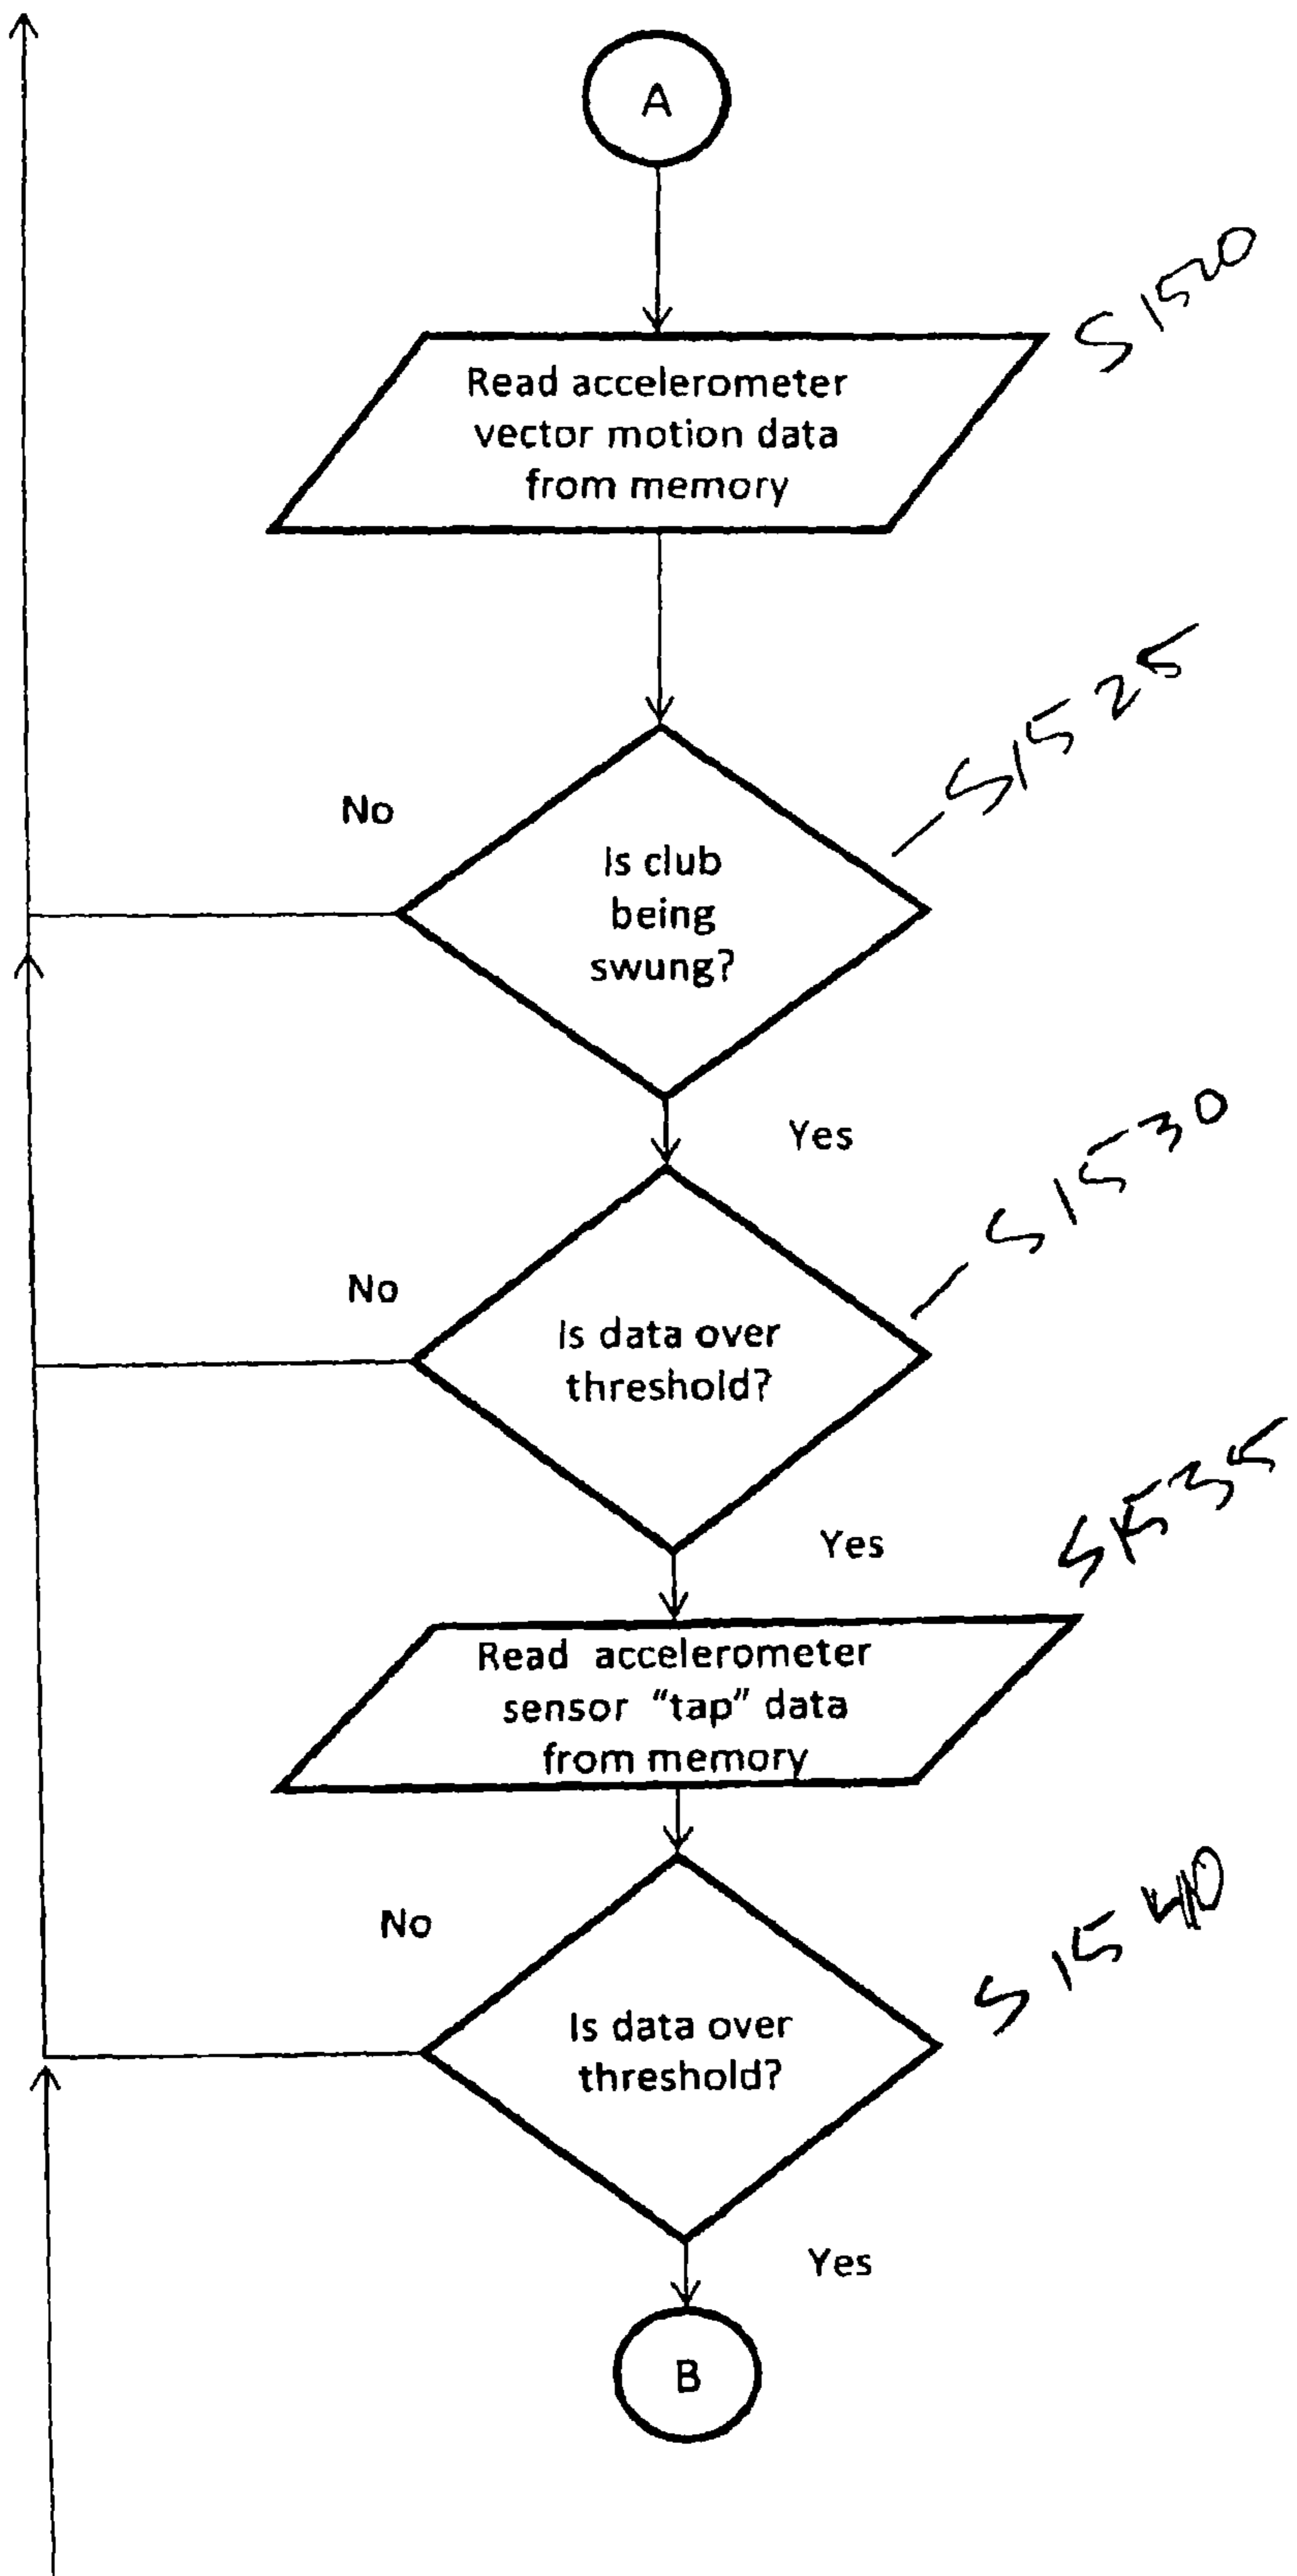 A
S1520
Read accelerometer
vector motion data
from memory
S1525
No
Is club
being
swung?
Yes
S1530
No
Is data over
threshold?
Yes
S1535
Read accelerometer
sensor "tap" data
from memory
S1540
No
Is data over
threshold?
Yes
B